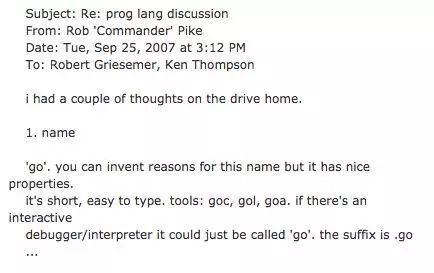 Subject: Re: prog lang discussion
From: Rob 'Commander' Pike
Date: Tue, Sep 25, 2007 at 3:12 PM
To: Robert Griesemer, Ken Thompson
i had a couple of thoughts on the drive home.
1. name
'go'. you can invent reasons for this name but it has nice
properties.
it's short, easy to type. tools: goc, gol, goa. if there's an
interactive
debugger/interpreter it could just be called 'go'. the suffix is .go
...